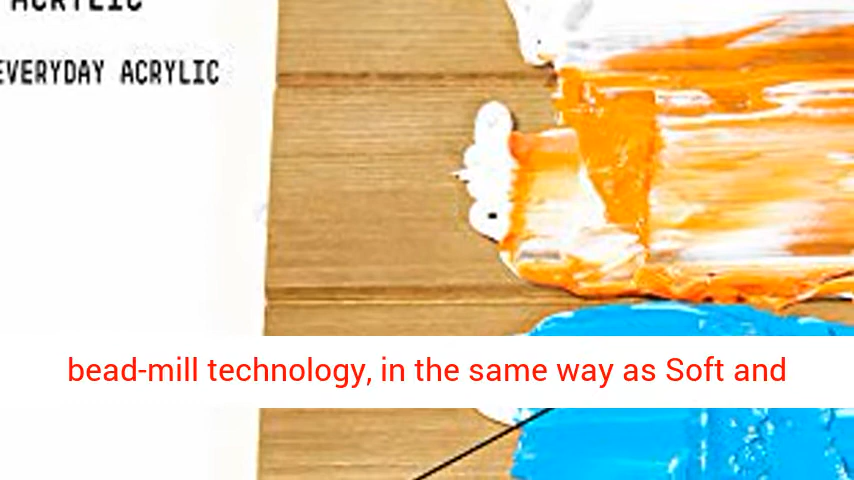 ACRYLIC
EVERYDAY ACRYLIC
bead-mill technology, in the same way as Soft and